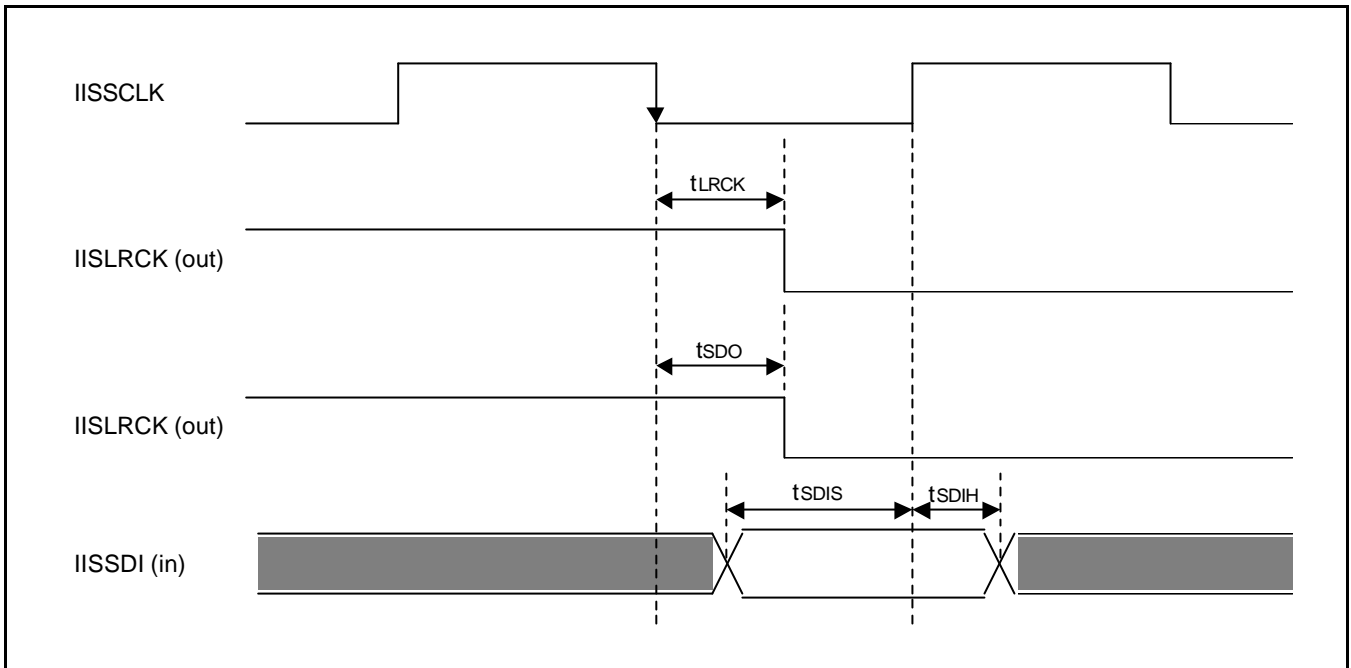 IISSCLK
tLRCK
IISLRCK (out)
tSDO
IISLRCK (out)
tSDIS
tSDIH
IISSDI (in)